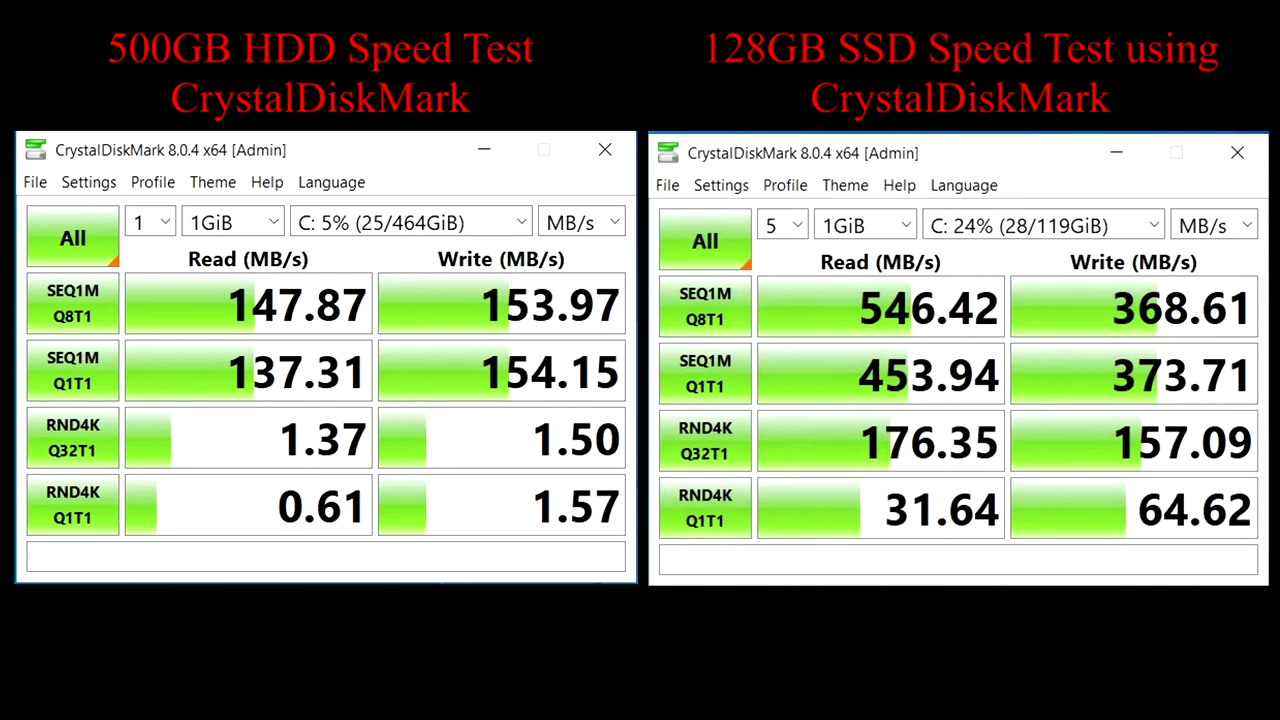 500GB HDD Speed Test
CrystalDiskMark
CrystalDiskMark 8.0.4 x64 [Admin]
File Settings Profile Theme Help Language
All 1 1GiB C: 5% (25/464GiB) MB/s
Read (MB/s) Write (MB/s)
SEQ1M
Q8T1 147.87 153.97
SEQ1M
Q1T1 137.31 154.15
RND4K
Q32T1 1.37 1.50
RND4K
Q1T1 0.61 1.57
128GB SSD Speed Test using
CrystalDiskMark
CrystalDiskMark 8.0.4 x64 [Admin]
File Settings Profile Theme Help Language
All 5 1GiB C: 24% (28/119GiB) MB/s
Read (MB/s) Write (MB/s)
SEQ1M
Q8T1 546.42 368.61
SEQ1M
Q1T1 453.94 373.71
RND4K
Q32T1 176.35 157.09
RND4K
Q1T1 31.64 64.62